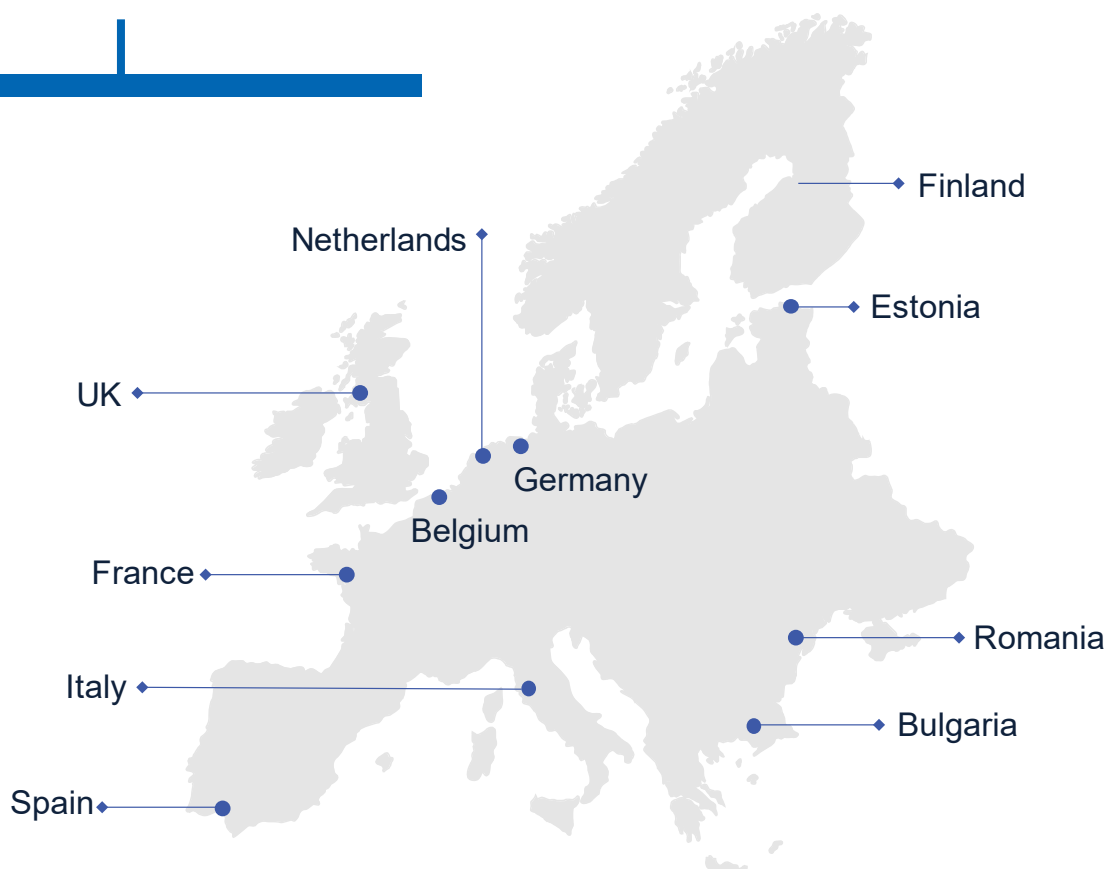 Finland
Netherlands
Estonia
UK
Germany
Belgium
France
Romania
Italy
Bulgaria
Spain